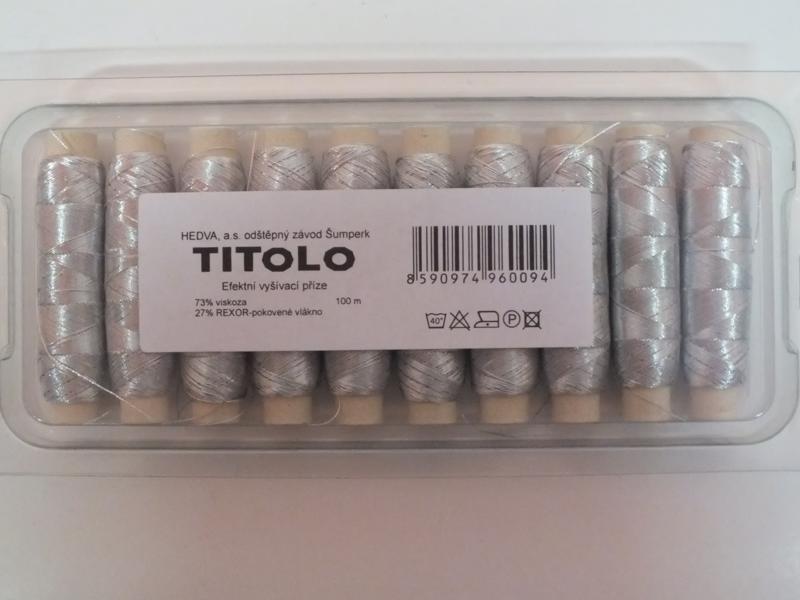 HEDVA, a.s. odštěpný závod Šumperk
TITOLO
Efektní vyšívací příze
73% viskoza 100 m
27% REXOR-pokovené vlákno
8 590974 960094
40°
P